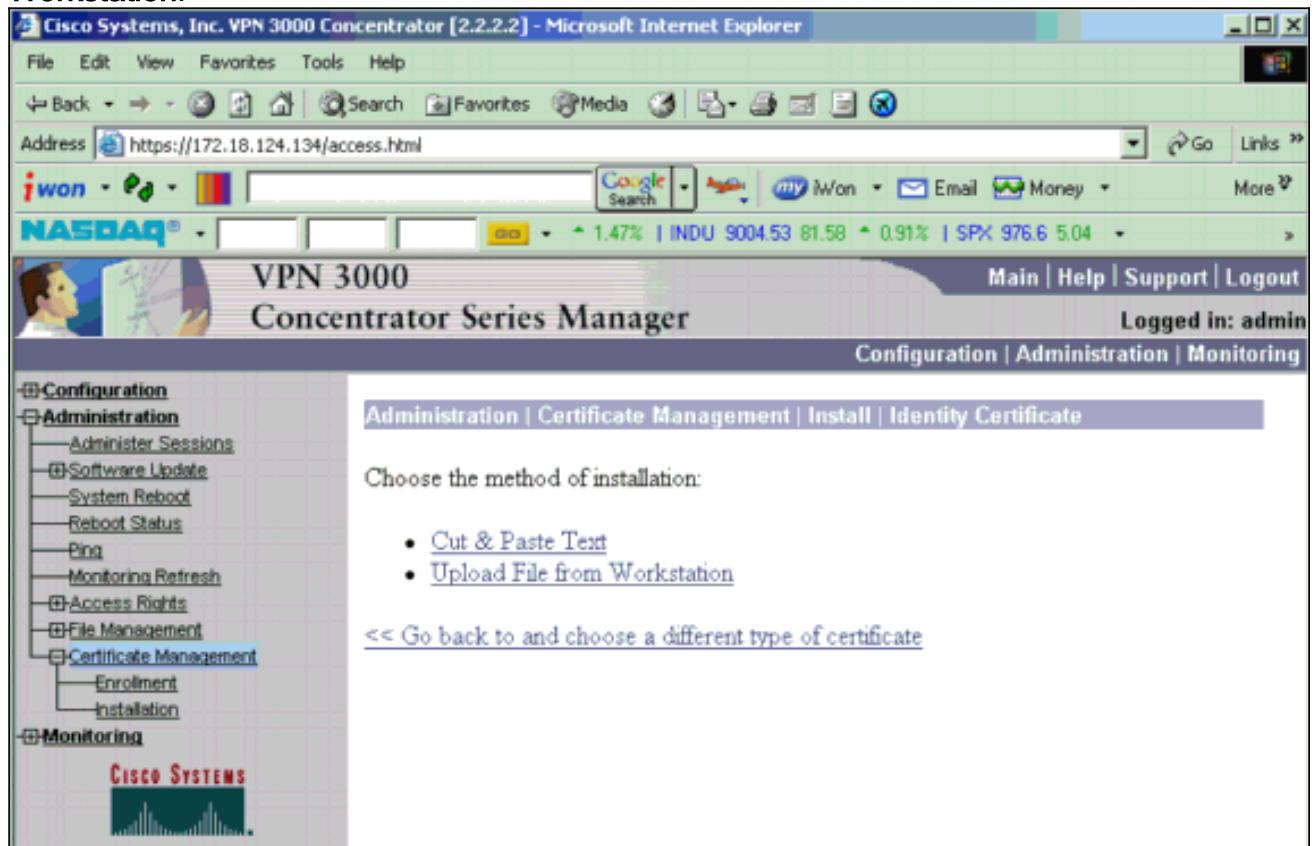 Cisco Systems, Inc. VPN 3000 Concentrator [2.2.2.2] - Microsoft Internet Explorer
File Edit View Favorites Tools Help
Back Search Favorites Media
Address https://172.18.124.134/access.html Go Links »
iwon Google Search my iWon Email Money More
NASDAQ® GO 1.47% | INDU 9004.53 81.58 0.91% | SPX 976.6 5.04 »
VPN 3000
Main | Help | Support | Logout
Concentrator Series Manager
Logged in: admin
Configuration | Administration | Monitoring
Configuration
Administration
Administer Sessions
Software Update
System Reboot
Reboot Status
Ping
Monitoring Refresh
Access Rights
File Management
Certificate Management
Enrollment
Installation
Monitoring
CISCO SYSTEMS
Administration | Certificate Management | Install | Identity Certificate
Choose the method of installation:
• Cut & Paste Text
• Upload File from Workstation
<< Go back to and choose a different type of certificate